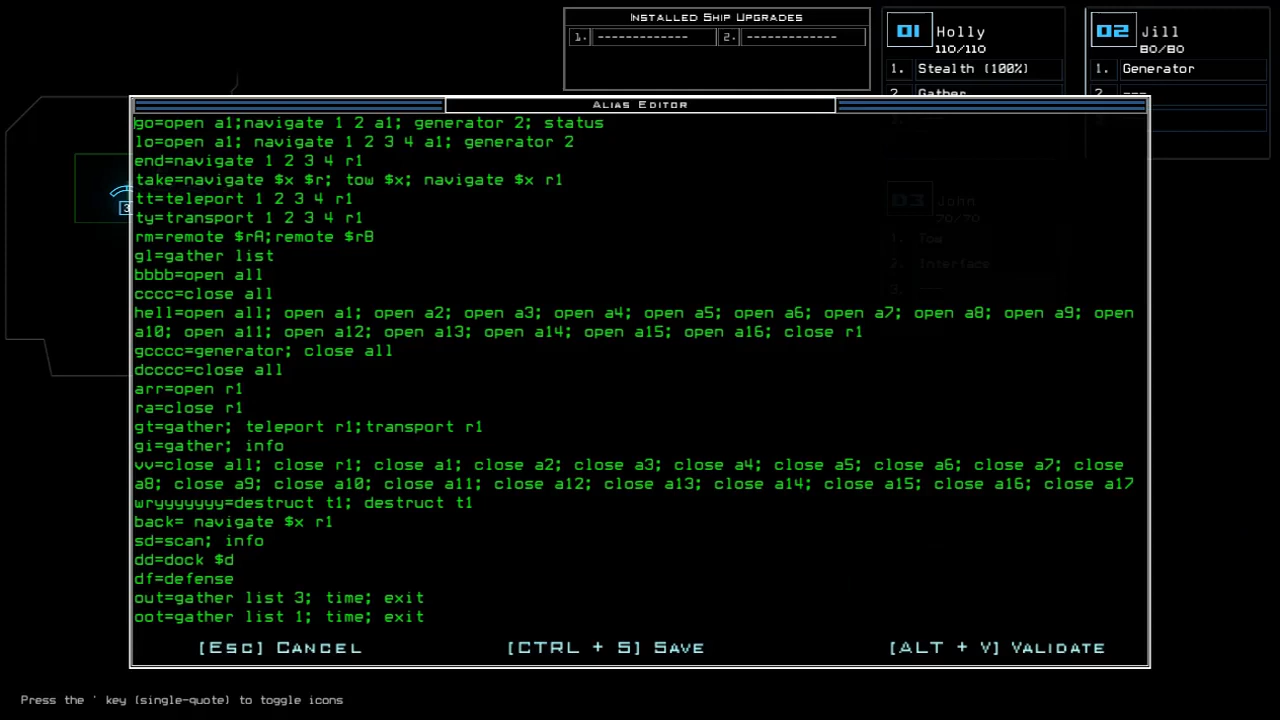 Installed Ship Upgrades
1. ------------- 2. -------------
01 Holly
110/110
1. Stealth (100%)
2. Gather
02 Jill
80/80
1. Generator
2. ---
Alias Editor
go=open a1;navigate 1 2 a1; generator 2; status
lo=open a1; navigate 1 2 3 4 a1; generator 2
end=navigate 1 2 3 4 r1
take=navigate $x $r; tow $x; navigate $x r1
tt=teleport 1 2 3 4 r1
ty=transport 1 2 3 4 r1
rm=remote $rA;remote $rB
gl=gather list
bbbb=open all
cccc=close all
hell=open all; open a1; open a2; open a3; open a4; open a5; open a6; open a7; open a8; open a9; open
a10; open a11; open a12; open a13; open a14; open a15; open a16; close r1
gcccc=generator; close all
dcccc=close all
arr=open r1
ra=close r1
gt=gather; teleport r1;transport r1
gi=gather; info
vv=close all; close r1; close a1; close a2; close a3; close a4; close a5; close a6; close a7; close
a8; close a9; close a10; close a11; close a12; close a13; close a14; close a15; close a16; close a17
wryyyyyyy=destruct t1; destruct t1
back= navigate $x r1
sd=scan; info
dd=dock $d
df=defense
out=gather list 3; time; exit
oot=gather list 1; time; exit
03 John
70/70
1. Tow
2. Interface
3. ---
3
[Esc] Cancel [CTRL + S] Save [ALT + V] Validate
Press the ' key (single-quote) to toggle icons